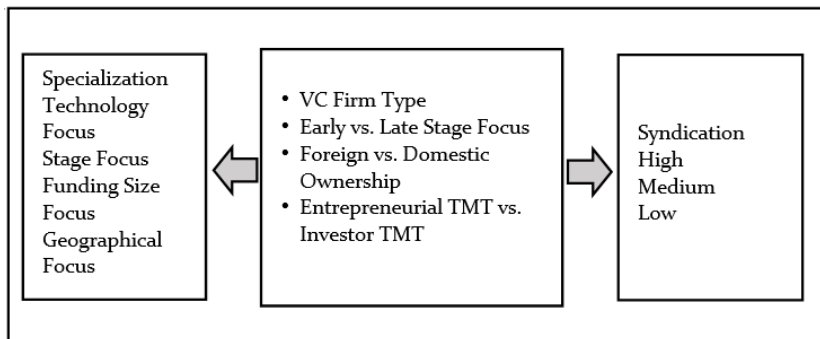 Specialization
Technology
Focus
Stage Focus
Funding Size
Focus
Geographical
Focus
• VC Firm Type
• Early vs. Late Stage Focus
• Foreign vs. Domestic
Ownership
• Entrepreneurial TMT vs.
Investor TMT
Syndication
High
Medium
Low